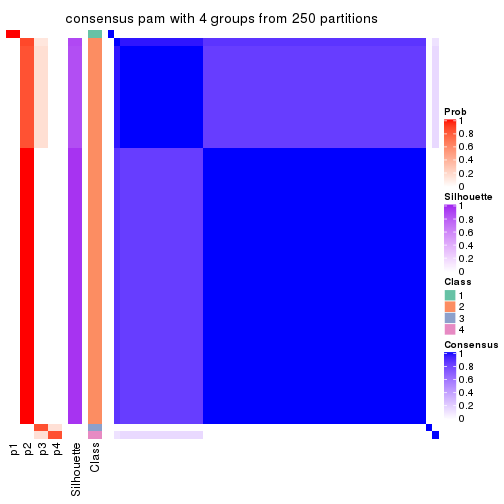 consensus pam with 4 groups from 250 partitions
Prob
1
0.8
0.6
0.4
0.2
0
Silhouette
1
0.8
0.6
0.4
0.2
0
Class
1
2
3
4
Consensus
1
0.8
0.6
0.4
0.2
0
p1
p2
p3
p4
Silhouette
Class